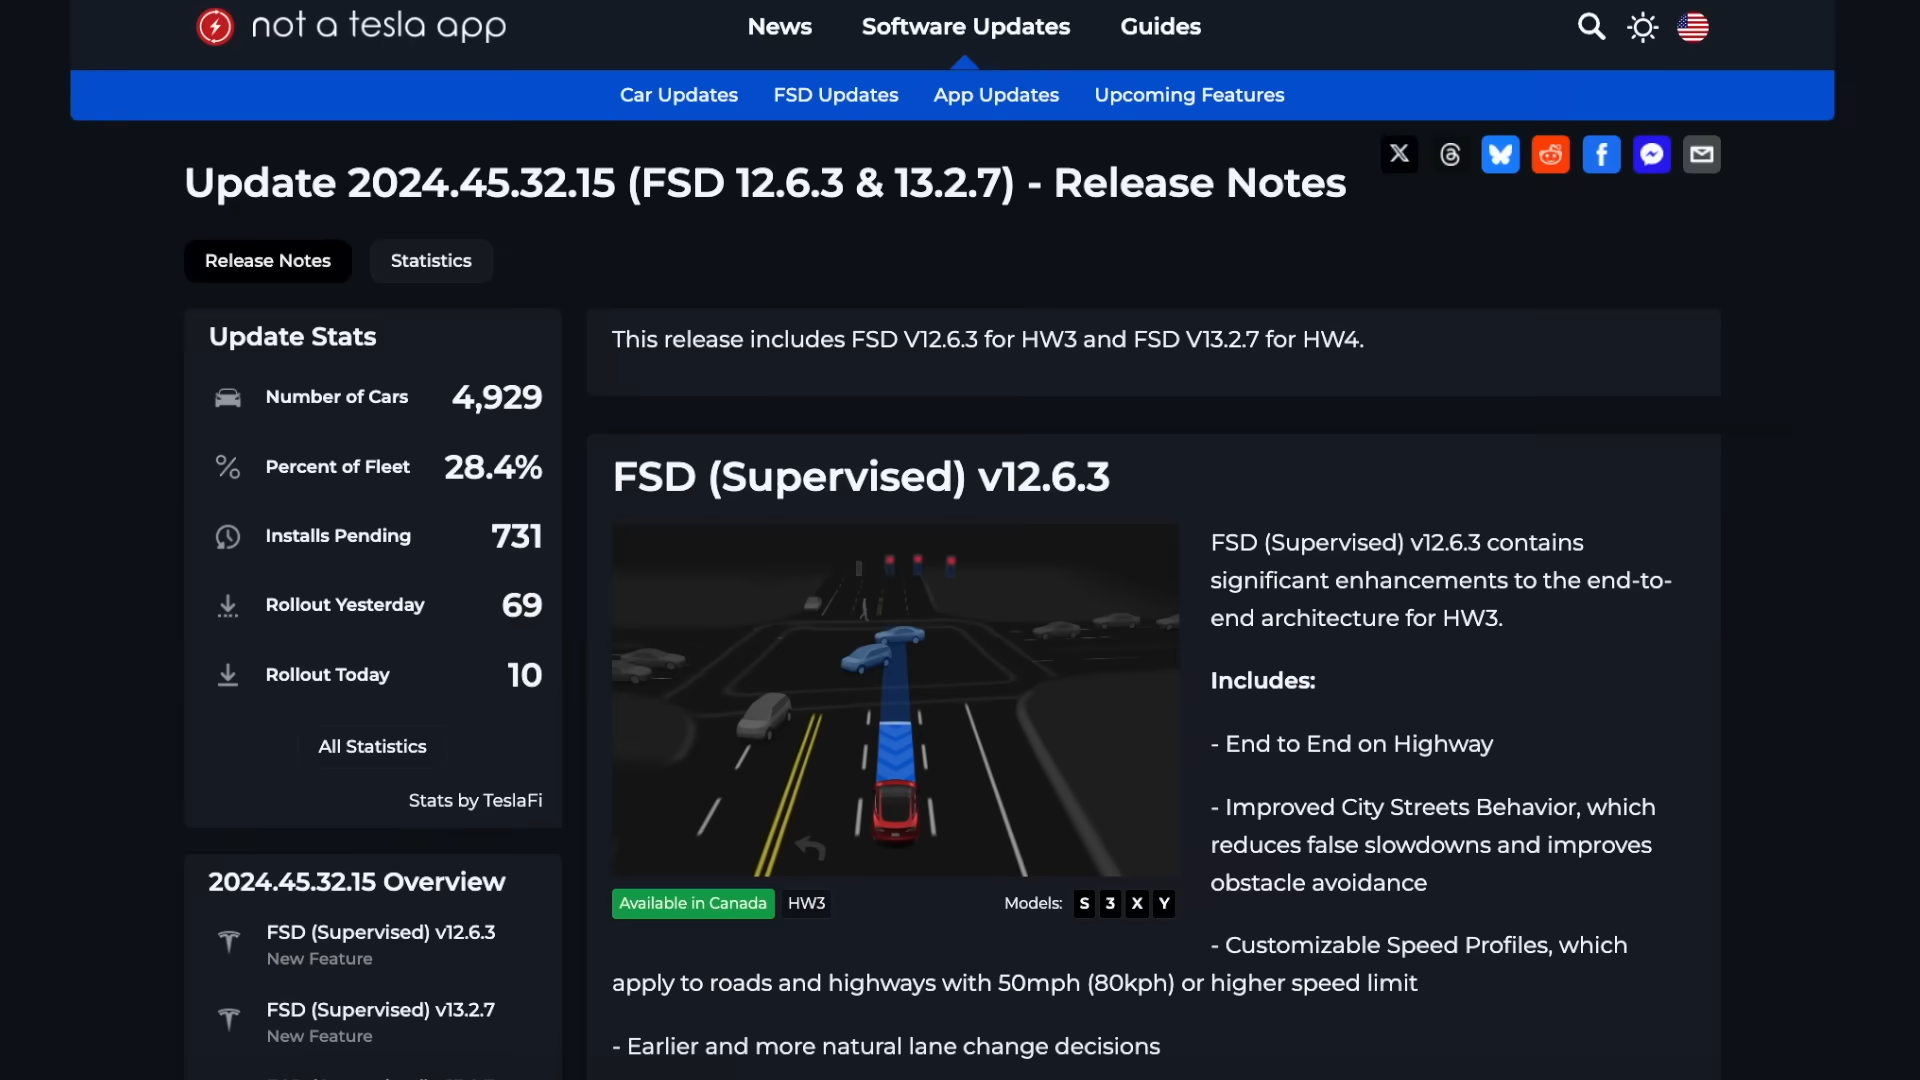 not a tesla app
News
Software Updates
Guides
Car Updates
FSD Updates
App Updates
Upcoming Features
Update 2024.45.32.15 (FSD 12.6.3 & 13.2.7) - Release Notes
Release Notes
Statistics
Update Stats
Number of Cars 4,929
Percent of Fleet 28.4%
Installs Pending 731
Rollout Yesterday 69
Rollout Today 10
All Statistics
Stats by TeslaFi
2024.45.32.15 Overview
FSD (Supervised) v12.6.3
New Feature
FSD (Supervised) v13.2.7
New Feature
This release includes FSD V12.6.3 for HW3 and FSD V13.2.7 for HW4.
FSD (Supervised) v12.6.3
Available in Canada
HW3
Models: S 3 X Y
FSD (Supervised) v12.6.3 contains
significant enhancements to the end-to-
end architecture for HW3.
Includes:
- End to End on Highway
- Improved City Streets Behavior, which
reduces false slowdowns and improves
obstacle avoidance
- Customizable Speed Profiles, which
apply to roads and highways with 50mph (80kph) or higher speed limit
- Earlier and more natural lane change decisions